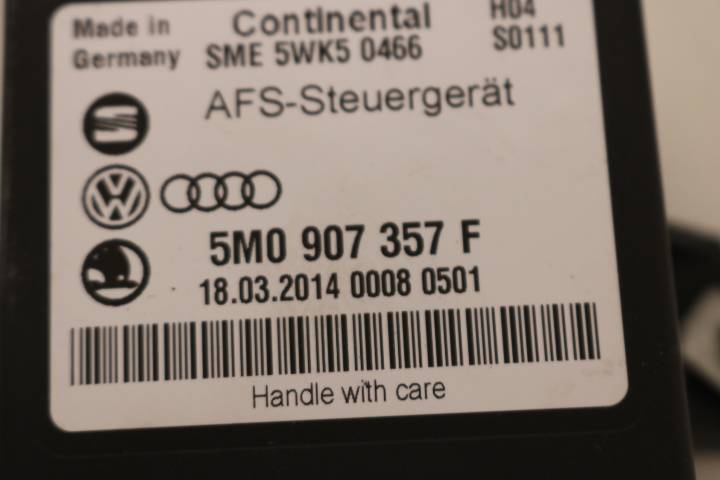 Made in Germany
Continental
SME 5WK5 0466
H04
S0111
AFS-Steuergerät
5M0 907 357 F
18.03.2014 0008 0501
Handle with care